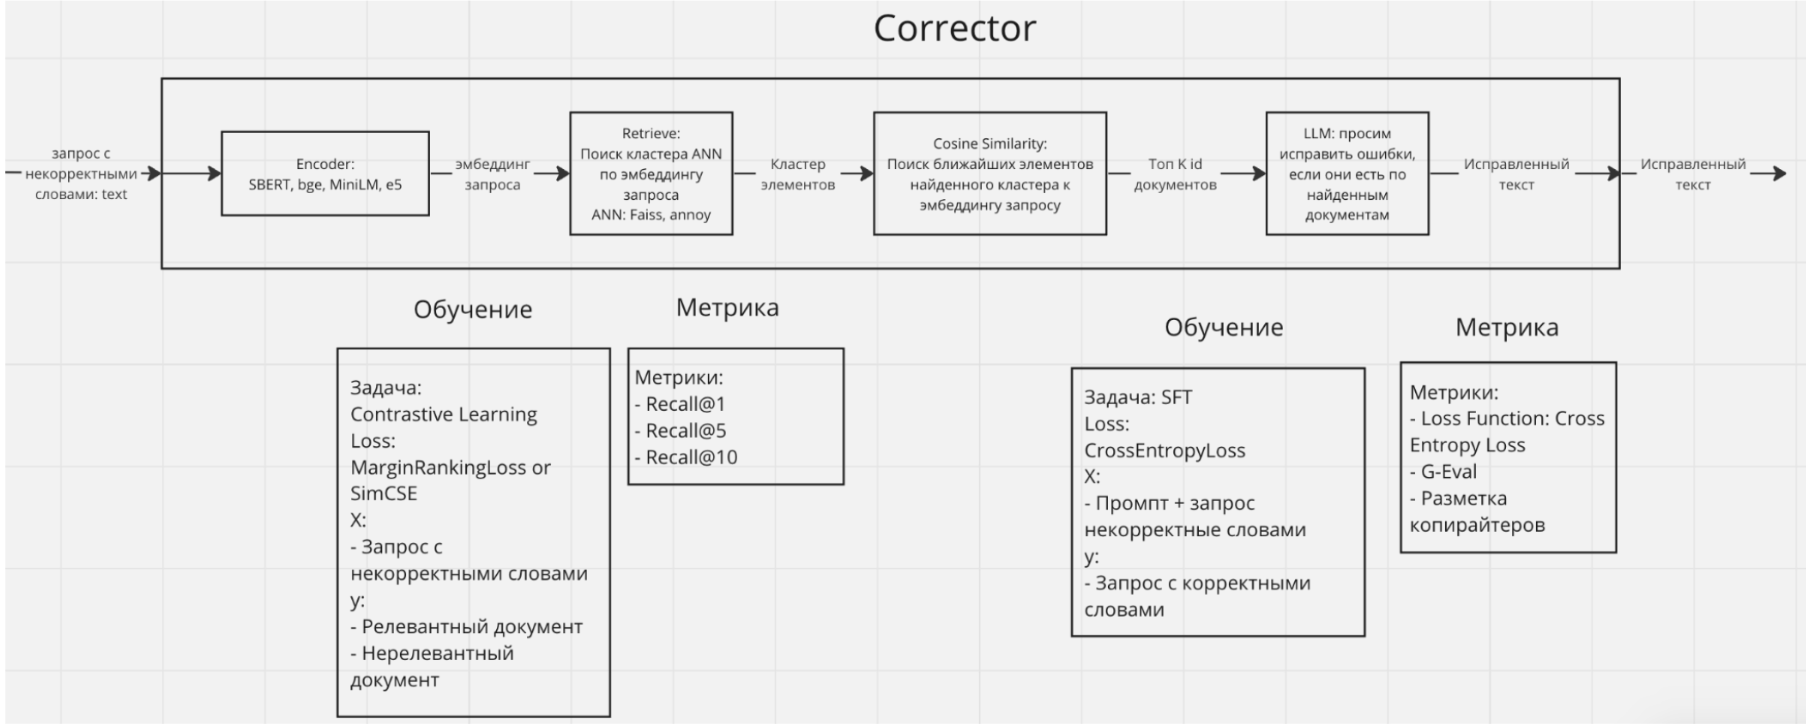 Corrector
запрос с
некорректными
словами: text
Encoder:
SBERT, bge, MiniLM, e5
эмбеддинг
запроса
Retrieve:
Поиск кластера ANN
по эмбеддингу
запроса
ANN: Faiss, annoy
Кластер
элементов
Cosine Similarity:
Поиск ближайших элементов
найденного кластера к
эмбеддингу запросу
Топ K id
документов
LLM: просим
исправить ошибки,
если они есть по
найденным
документам
Исправленный
текст
Исправленный
текст
Обучение
Задача:
Contrastive Learning
Loss:
MarginRankingLoss or
SimCSE
X:
- Запрос с
некорректными словами
y:
- Релевантный документ
- Нерелевантный
документ
Метрика
Метрики:
- Recall@1
- Recall@5
- Recall@10
Обучение
Задача: SFT
Loss:
CrossEntropyLoss
X:
- Промпт + запрос
некорректные словами
y:
- Запрос с корректными
словами
Метрика
Метрики:
- Loss Function: Cross
Entropy Loss
- G-Eval
- Разметка
копирайтеров